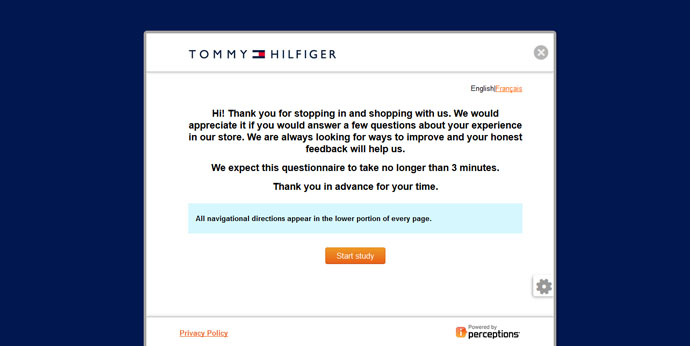 TOMMY HILFIGER
English|Français
Hi! Thank you for stopping in and shopping with us. We would
appreciate it if you would answer a few questions about your experience
in our store. We are always looking for ways to improve and your honest
feedback will help us.
We expect this questionnaire to take no longer than 3 minutes.
Thank you in advance for your time.
All navigational directions appear in the lower portion of every page.
Start study
Privacy Policy
Powered by
iperceptions